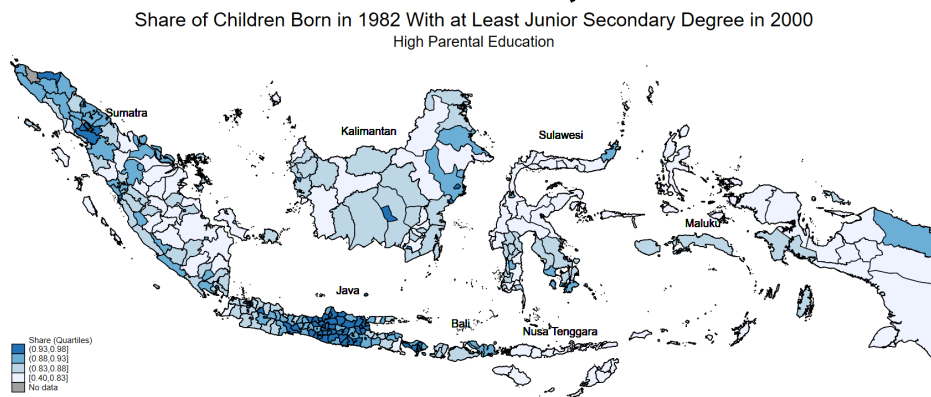 Share of Children Born in 1982 With at Least Junior Secondary Degree in 2000
High Parental Education
Sumatra
Kalimantan
Sulawesi
Maluku
Java
Bali
Nusa Tenggara
Share (Quartiles)
(0.93,0.98]
(0.88,0.93]
(0.83,0.88]
[0.40,0.83]
No data